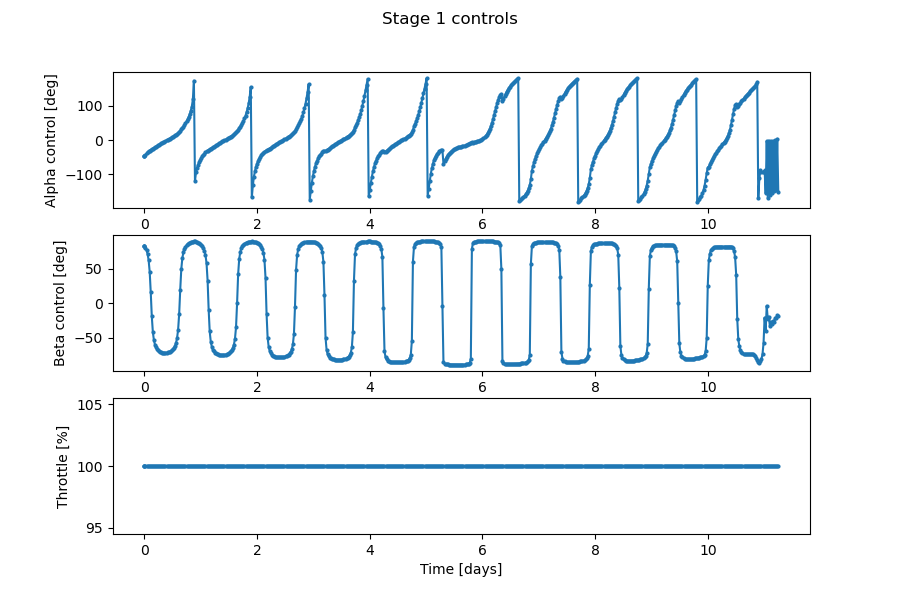 Stage 1 controls
Alpha control [deg]
100
0
−100
0 2 4 6 8 10
Beta control [deg]
50
0
−50
0 2 4 6 8 10
Throttle [%]
105
100
95
0 2 4 6 8 10
Time [days]